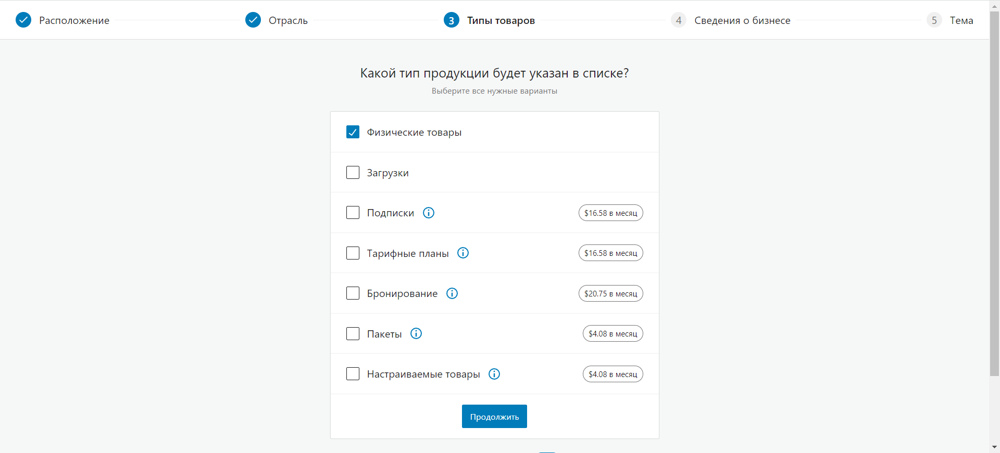 Расположение
Отрасль
3 Типы товаров
4 Сведения о бизнесе
5 Тема
Какой тип продукции будет указан в списке?
Выберите все нужные варианты
Физические товары
Загрузки
Подписки $16.58 в месяц
Тарифные планы $16.58 в месяц
Бронирование $20.75 в месяц
Пакеты $4.08 в месяц
Настраиваемые товары $4.08 в месяц
Продолжить